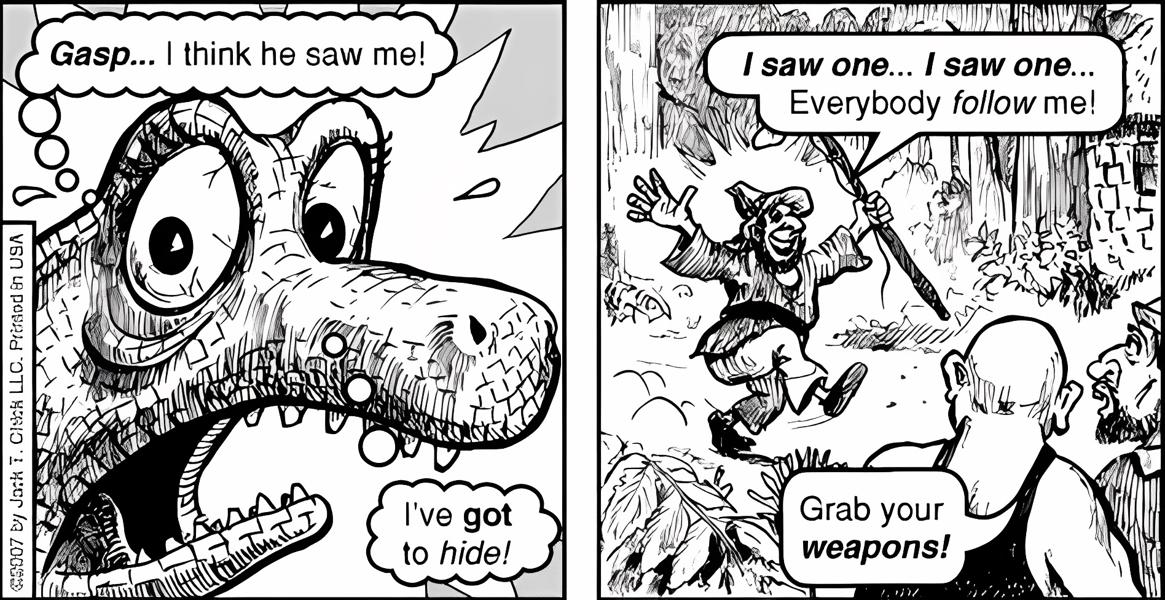 Gasp... I think he saw me!
©2007 by Jack T. Chick LLC. Printed in USA
I've got
to hide!
I saw one... I saw one...
Everybody follow me!
Grab your
weapons!